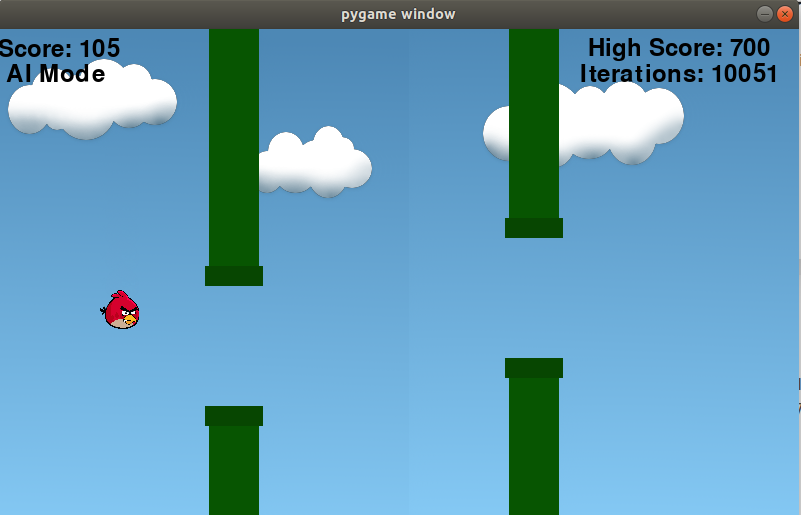 pygame window
Score: 105
AI Mode
High Score: 700
Iterations: 10051